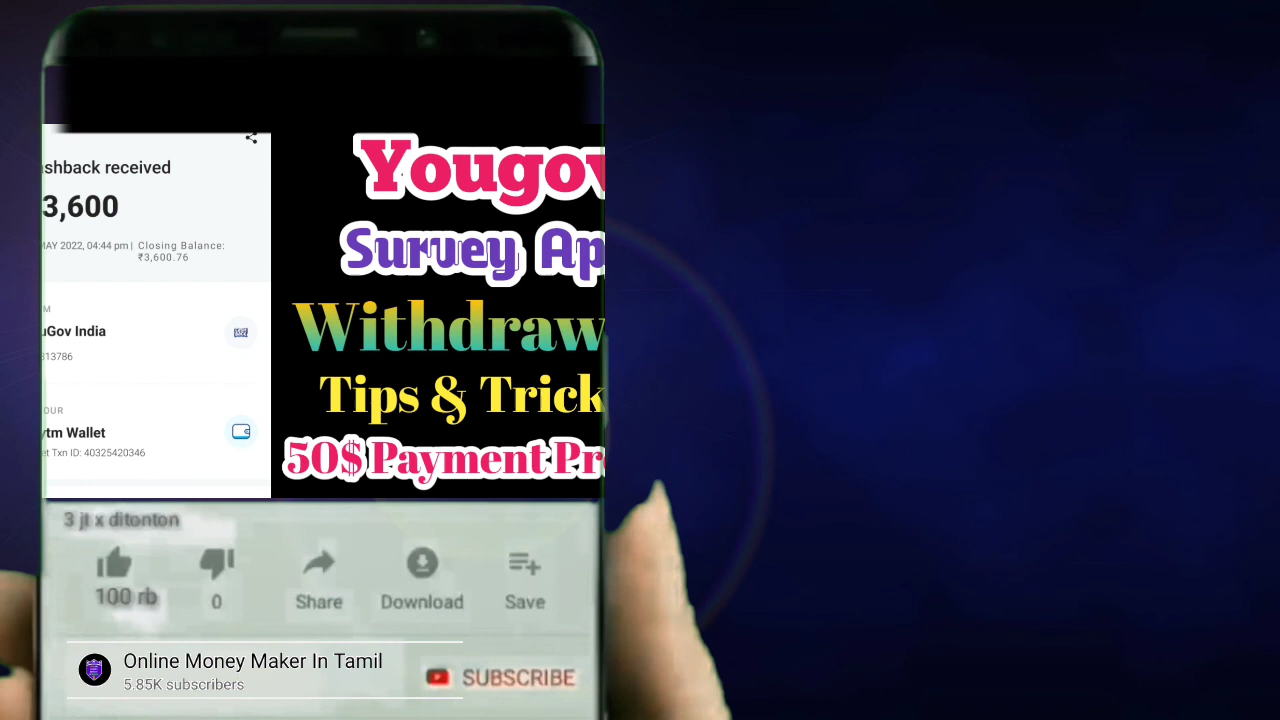 ashback received
3,600
MAY 2022, 04:44 pm | Closing Balance:
₹3,600.76
M
uGov India
313786
OUR
ytm Wallet
et Txn ID: 40325420346
Yougov
Survey Ap
Withdraw
Tips & Trick
50$ Payment Pr
3 jt x ditonton
100 rb
0
Share
Download
Save
Online Money Maker In Tamil
5.85K subscribers
SUBSCRIBE